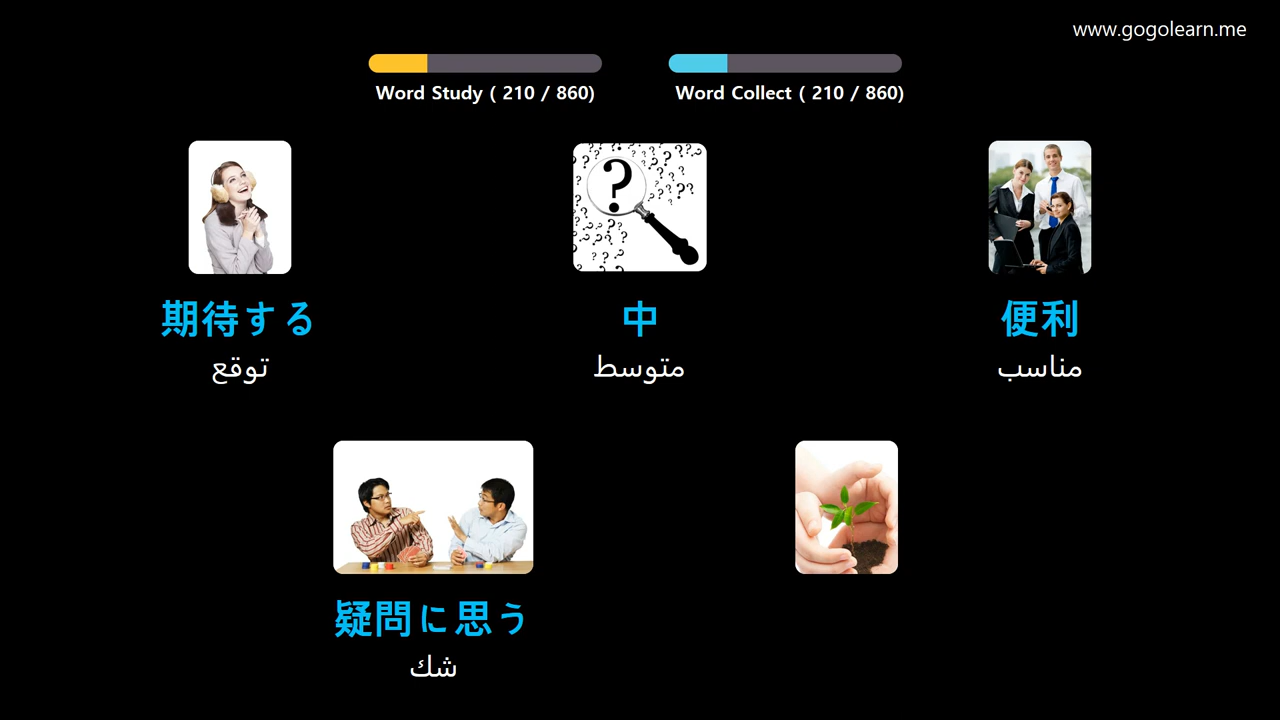 www.gogolearn.me
Word Study ( 210 / 860)
Word Collect ( 210 / 860)
期待する
توقع
中
متوسط
便利
مناسب
疑問に思う
شك